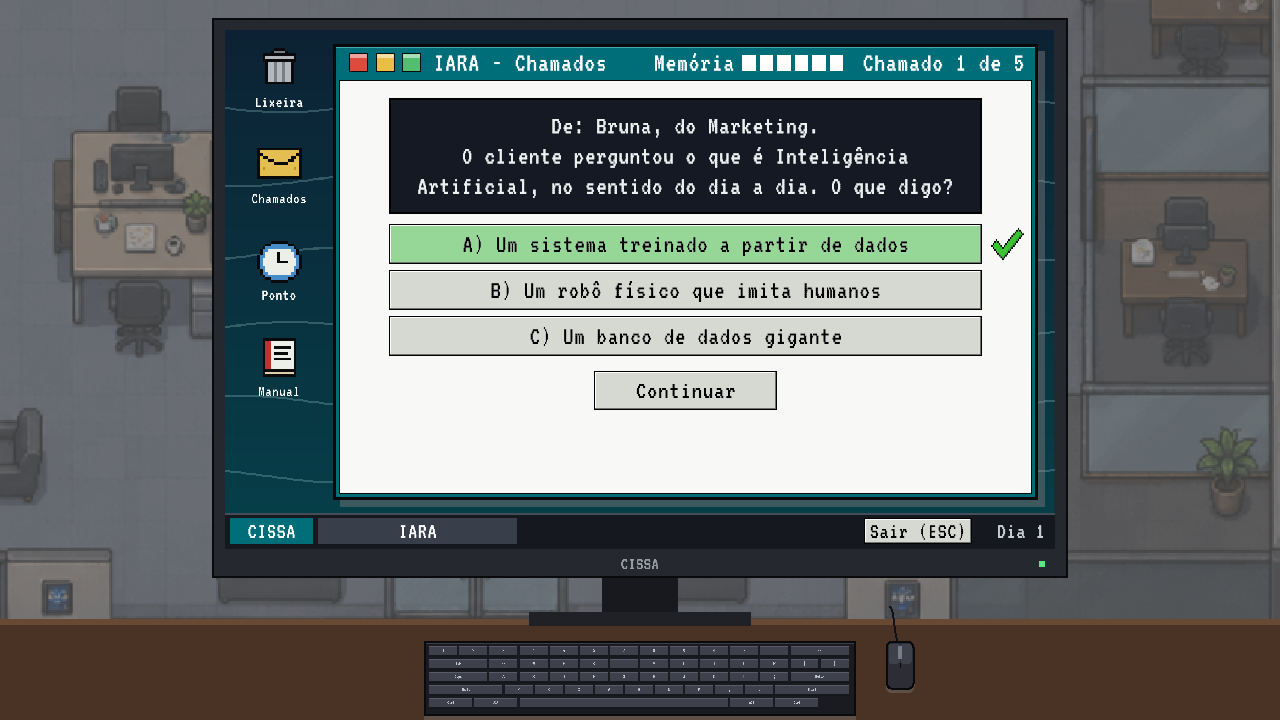 IARA - Chamados
Memória
Chamado 1 de 5
Lixeira
Chamados
Ponto
Manual
De: Bruna, do Marketing.
O cliente perguntou o que é Inteligência
Artificial, no sentido do dia a dia. O que digo?
A) Um sistema treinado a partir de dados
B) Um robô físico que imita humanos
C) Um banco de dados gigante
Continuar
CISSA
IARA
Sair (ESC)
Dia 1
CISSA